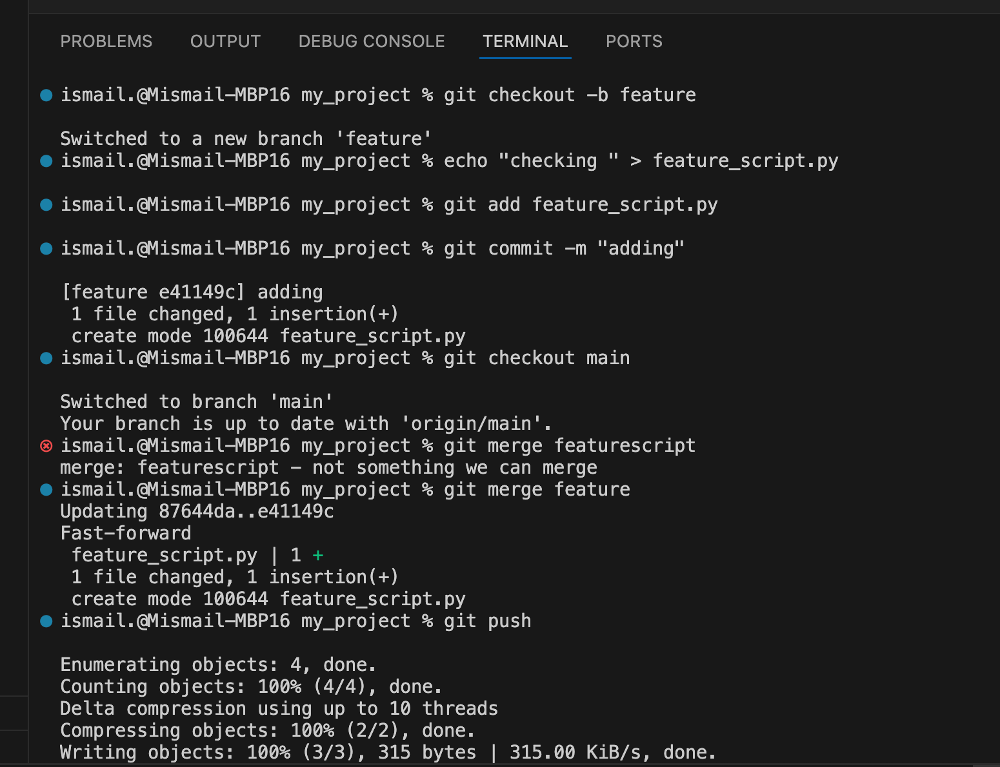 PROBLEMS OUTPUT DEBUG CONSOLE TERMINAL PORTS
ismail.@Mismail-MBP16 my_project % git checkout -b feature
Switched to a new branch 'feature'
ismail.@Mismail-MBP16 my_project % echo "checking " > feature_script.py
ismail.@Mismail-MBP16 my_project % git add feature_script.py
ismail.@Mismail-MBP16 my_project % git commit -m "adding"
[feature e41149c] adding
 1 file changed, 1 insertion(+)
 create mode 100644 feature_script.py
ismail.@Mismail-MBP16 my_project % git checkout main
Switched to branch 'main'
Your branch is up to date with 'origin/main'.
ismail.@Mismail-MBP16 my_project % git merge featurescript
merge: featurescript - not something we can merge
ismail.@Mismail-MBP16 my_project % git merge feature
Updating 87644da..e41149c
Fast-forward
 feature_script.py | 1 +
 1 file changed, 1 insertion(+)
 create mode 100644 feature_script.py
ismail.@Mismail-MBP16 my_project % git push
Enumerating objects: 4, done.
Counting objects: 100% (4/4), done.
Delta compression using up to 10 threads
Compressing objects: 100% (2/2), done.
Writing objects: 100% (3/3), 315 bytes | 315.00 KiB/s, done.